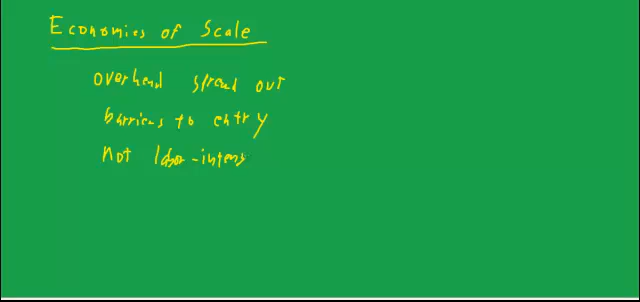 Economies of Scale
overhead spread out
barriers to entry
not labor-intens